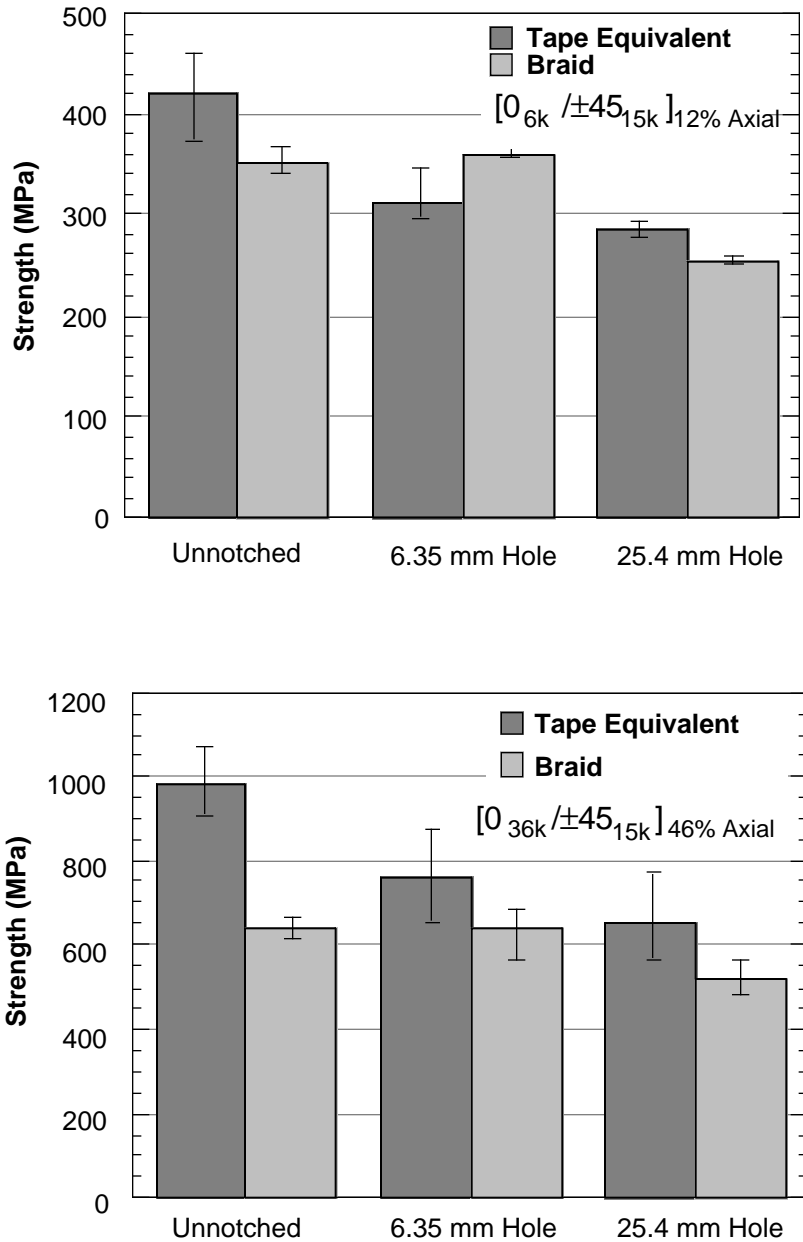 500
400
300
200
100
0
Strength (MPa)
Tape Equivalent
Braid
[0 6k /±45 15k ] 12% Axial
Unnotched
6.35 mm Hole
25.4 mm Hole
1200
1000
800
600
400
200
0
Strength (MPa)
Tape Equivalent
Braid
[0 36k /±45 15k ] 46% Axial
Unnotched
6.35 mm Hole
25.4 mm Hole